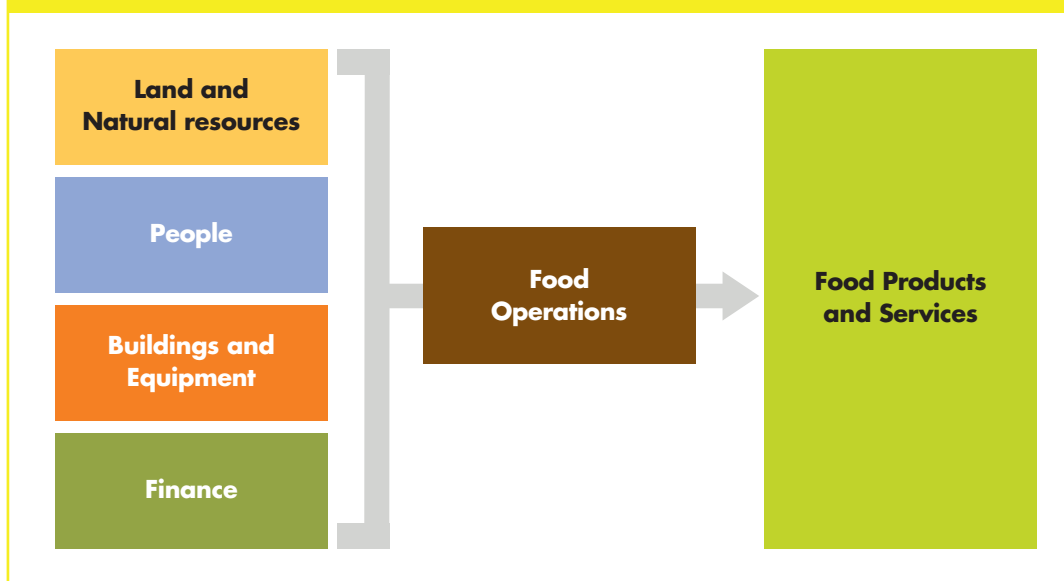 Land and
Natural resources
People
Buildings and
Equipment
Finance
Food
Operations
Food Products
and Services